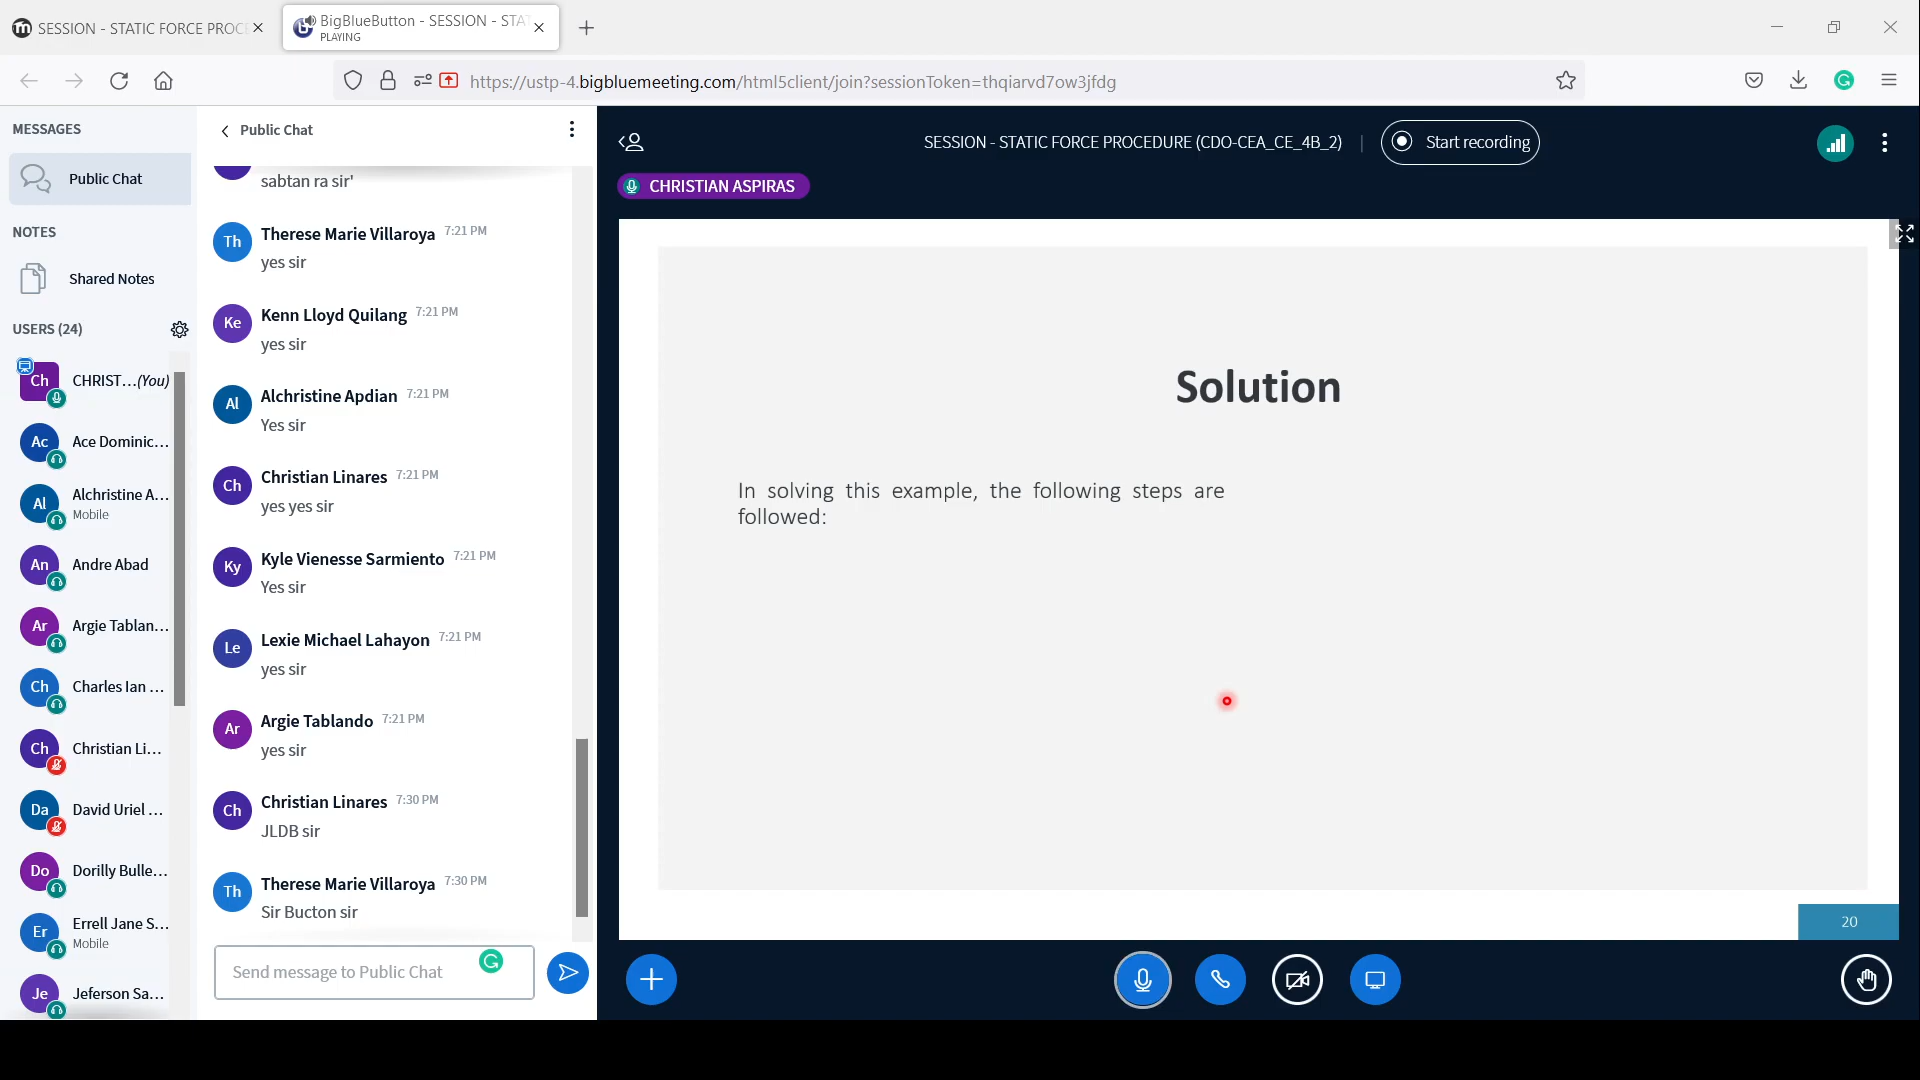 SESSION - STATIC FORCE PROCE
BigBlueButton - SESSION - STA
PLAYING
https://ustp-4.bigbluemeeting.com/html5client/join?sessionToken=thqiarvd7ow3jfdg
MESSAGES
Public Chat
NOTES
Shared Notes
USERS (24)
Ch
CHRIST...(You)
Ac
Ace Dominic...
Al
Alchristine A...
Mobile
An
Andre Abad
Ar
Argie Tablan...
Ch
Charles Ian ...
Ch
Christian Li...
Da
David Uriel ...
Do
Dorilly Bulle...
Er
Errell Jane S...
Mobile
Je
Jeferson Sa...
Public Chat
sabtan ra sir'
Th
Therese Marie Villaroya 7:21 PM
yes sir
Ke
Kenn Lloyd Quilang 7:21 PM
yes sir
Al
Alchristine Apdian 7:21 PM
Yes sir
Ch
Christian Linares 7:21 PM
yes yes sir
Ky
Kyle Vienesse Sarmiento 7:21 PM
Yes sir
Le
Lexie Michael Lahayon 7:21 PM
yes sir
Ar
Argie Tablando 7:21 PM
yes sir
Ch
Christian Linares 7:30 PM
JLDB sir
Th
Therese Marie Villaroya 7:30 PM
Sir Bucton sir
Send message to Public Chat
SESSION - STATIC FORCE PROCEDURE (CDO-CEA_CE_4B_2)
Start recording
CHRISTIAN ASPIRAS
Solution
In solving this example, the following steps are
followed:
20